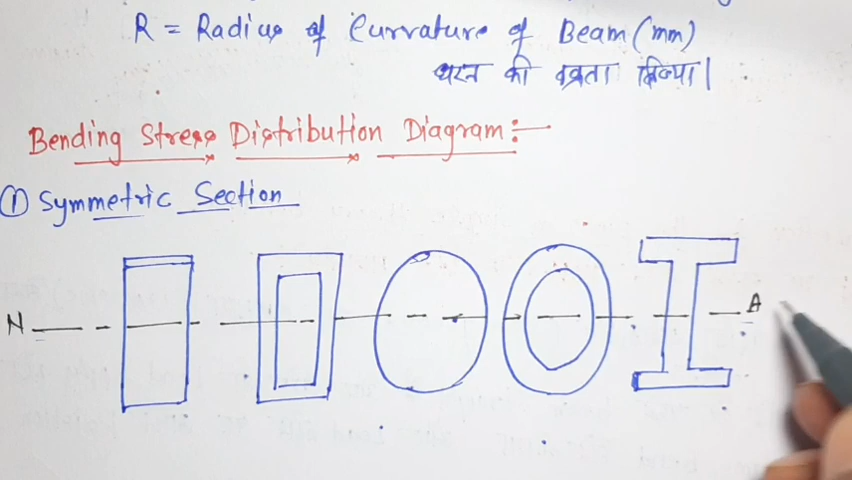 R = Radius of Curvature of Beam (mm)
धरन की वक्रता त्रिज्या|
Bending Stress Distribution Diagram:-
① Symmetric Section
N
A